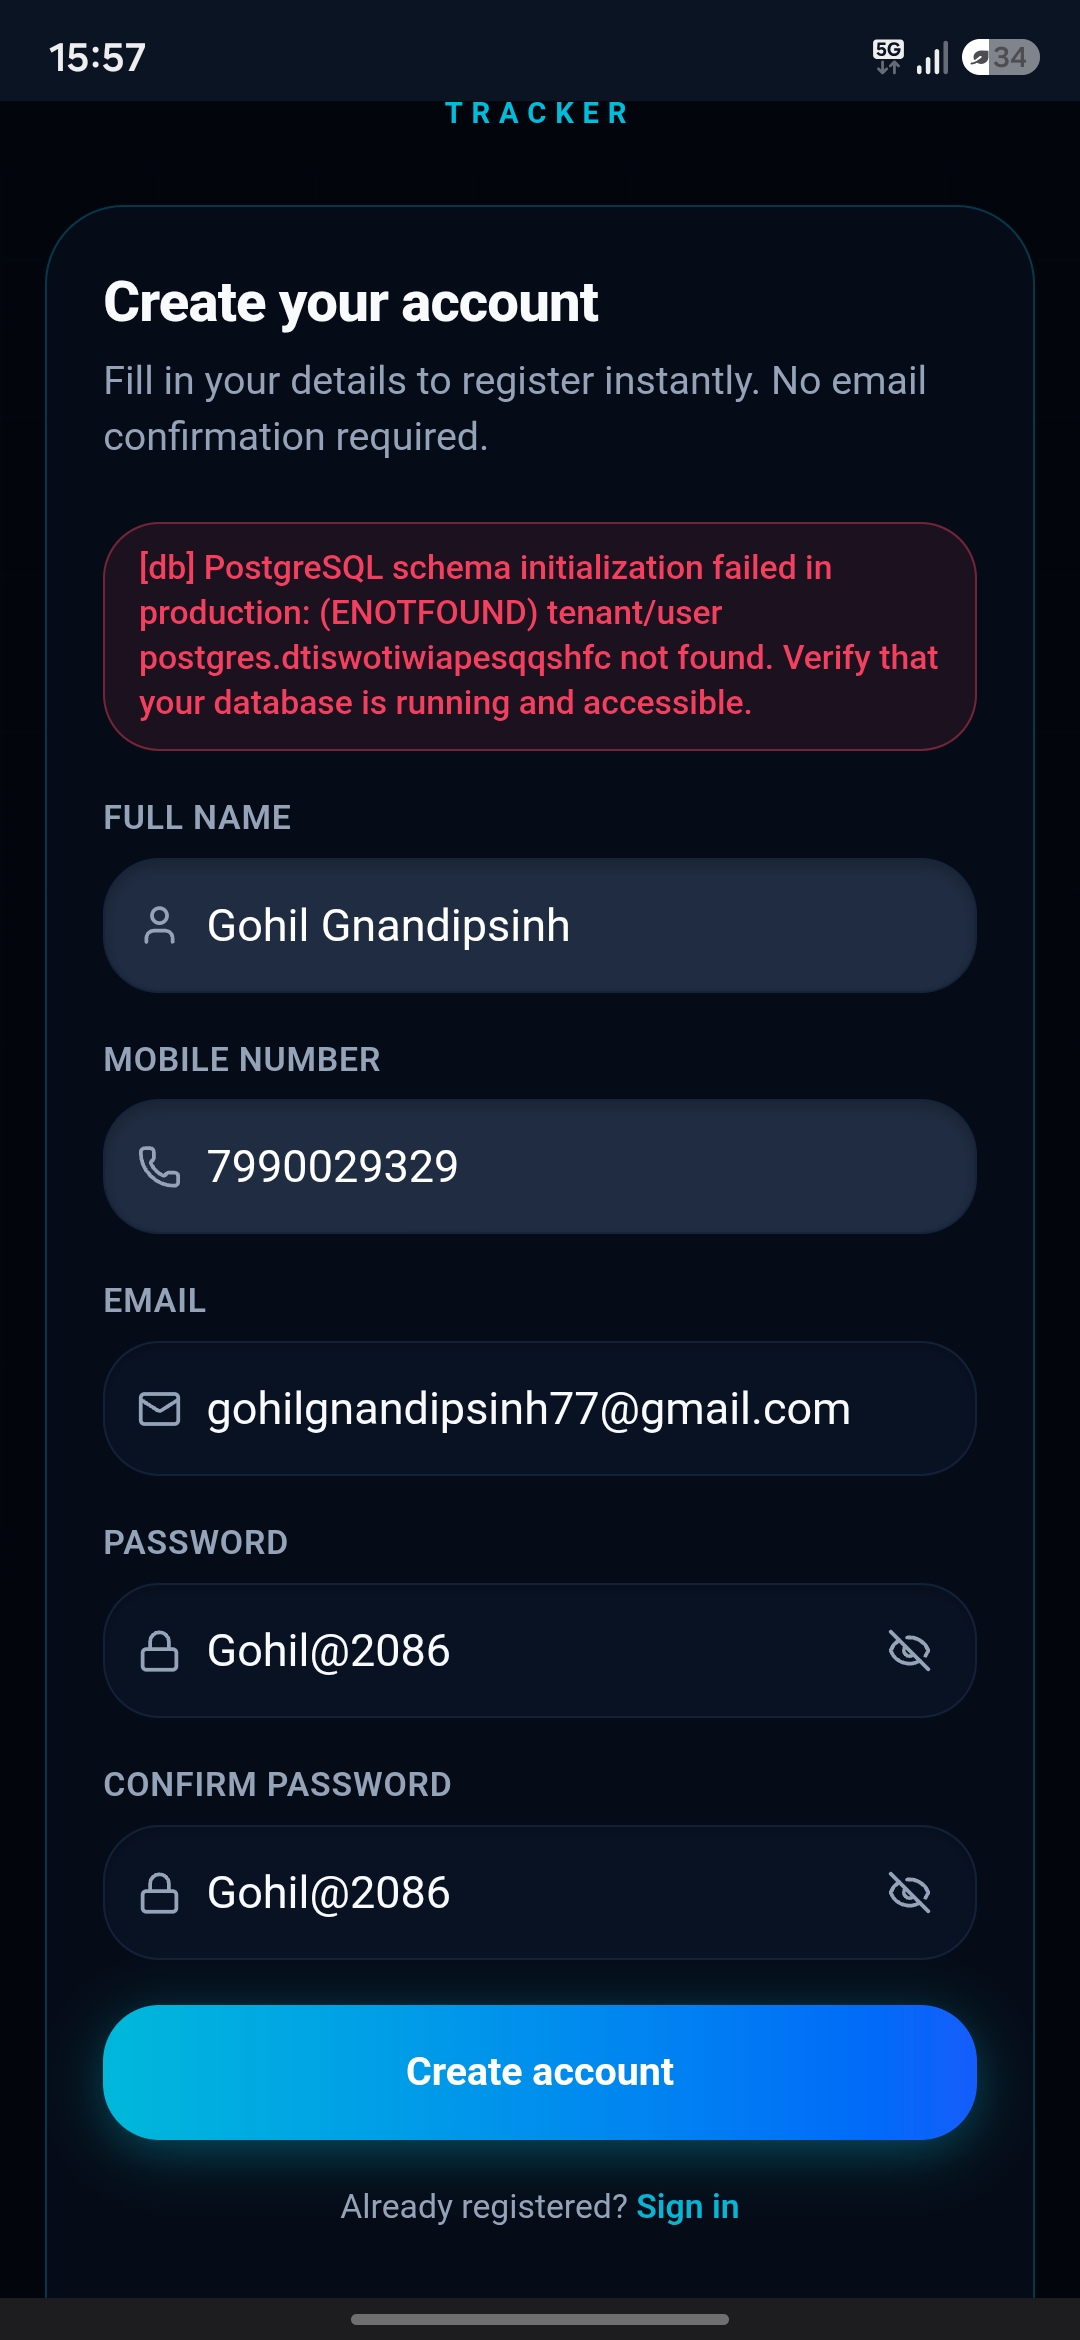 15:57
5G
34
TRACKER
Create your account
Fill in your details to register instantly. No email
confirmation required.
[db] PostgreSQL schema initialization failed in
production: (ENOTFOUND) tenant/user
postgres.dtiswotiwiapesqqshfc not found. Verify that
your database is running and accessible.
FULL NAME
Gohil Gnandipsinh
MOBILE NUMBER
7990029329
EMAIL
gohilgnandipsinh77@gmail.com
PASSWORD
Gohil@2086
CONFIRM PASSWORD
Gohil@2086
Create account
Already registered? Sign in